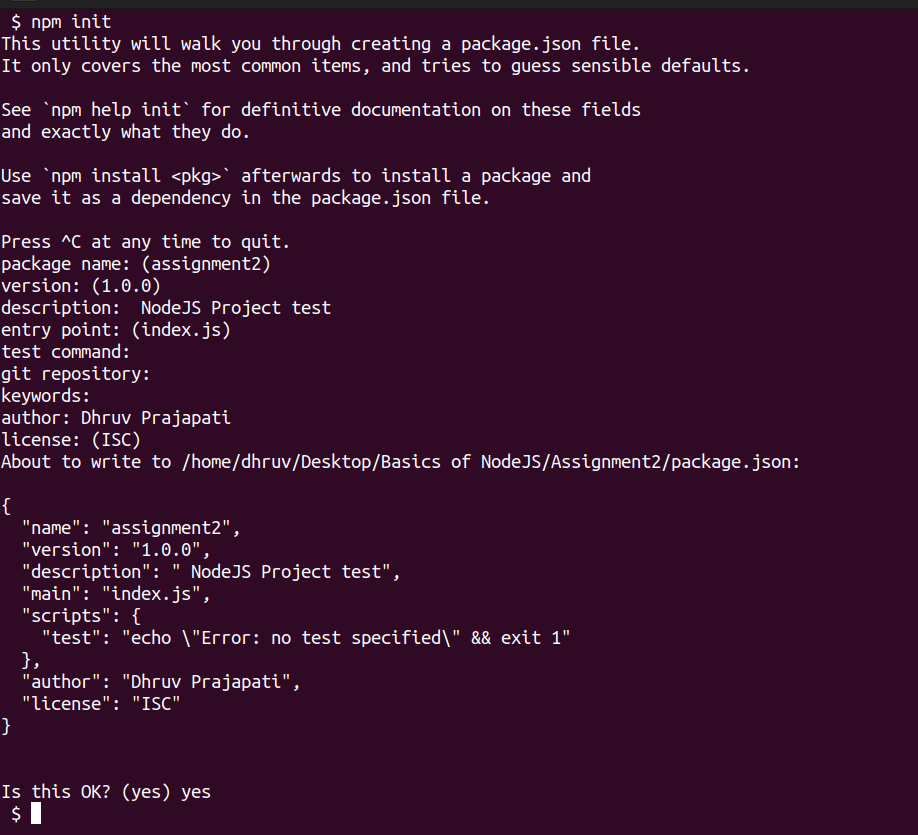 $ npm init
This utility will walk you through creating a package.json file.
It only covers the most common items, and tries to guess sensible defaults.

See `npm help init` for definitive documentation on these fields
and exactly what they do.

Use `npm install <pkg>` afterwards to install a package and
save it as a dependency in the package.json file.

Press ^C at any time to quit.
package name: (assignment2)
version: (1.0.0)
description:  NodeJS Project test
entry point: (index.js)
test command:
git repository:
keywords:
author: Dhruv Prajapati
license: (ISC)
About to write to /home/dhruv/Desktop/Basics of NodeJS/Assignment2/package.json:

{
  "name": "assignment2",
  "version": "1.0.0",
  "description": " NodeJS Project test",
  "main": "index.js",
  "scripts": {
    "test": "echo \"Error: no test specified\" && exit 1"
  },
  "author": "Dhruv Prajapati",
  "license": "ISC"
}


Is this OK? (yes) yes
$